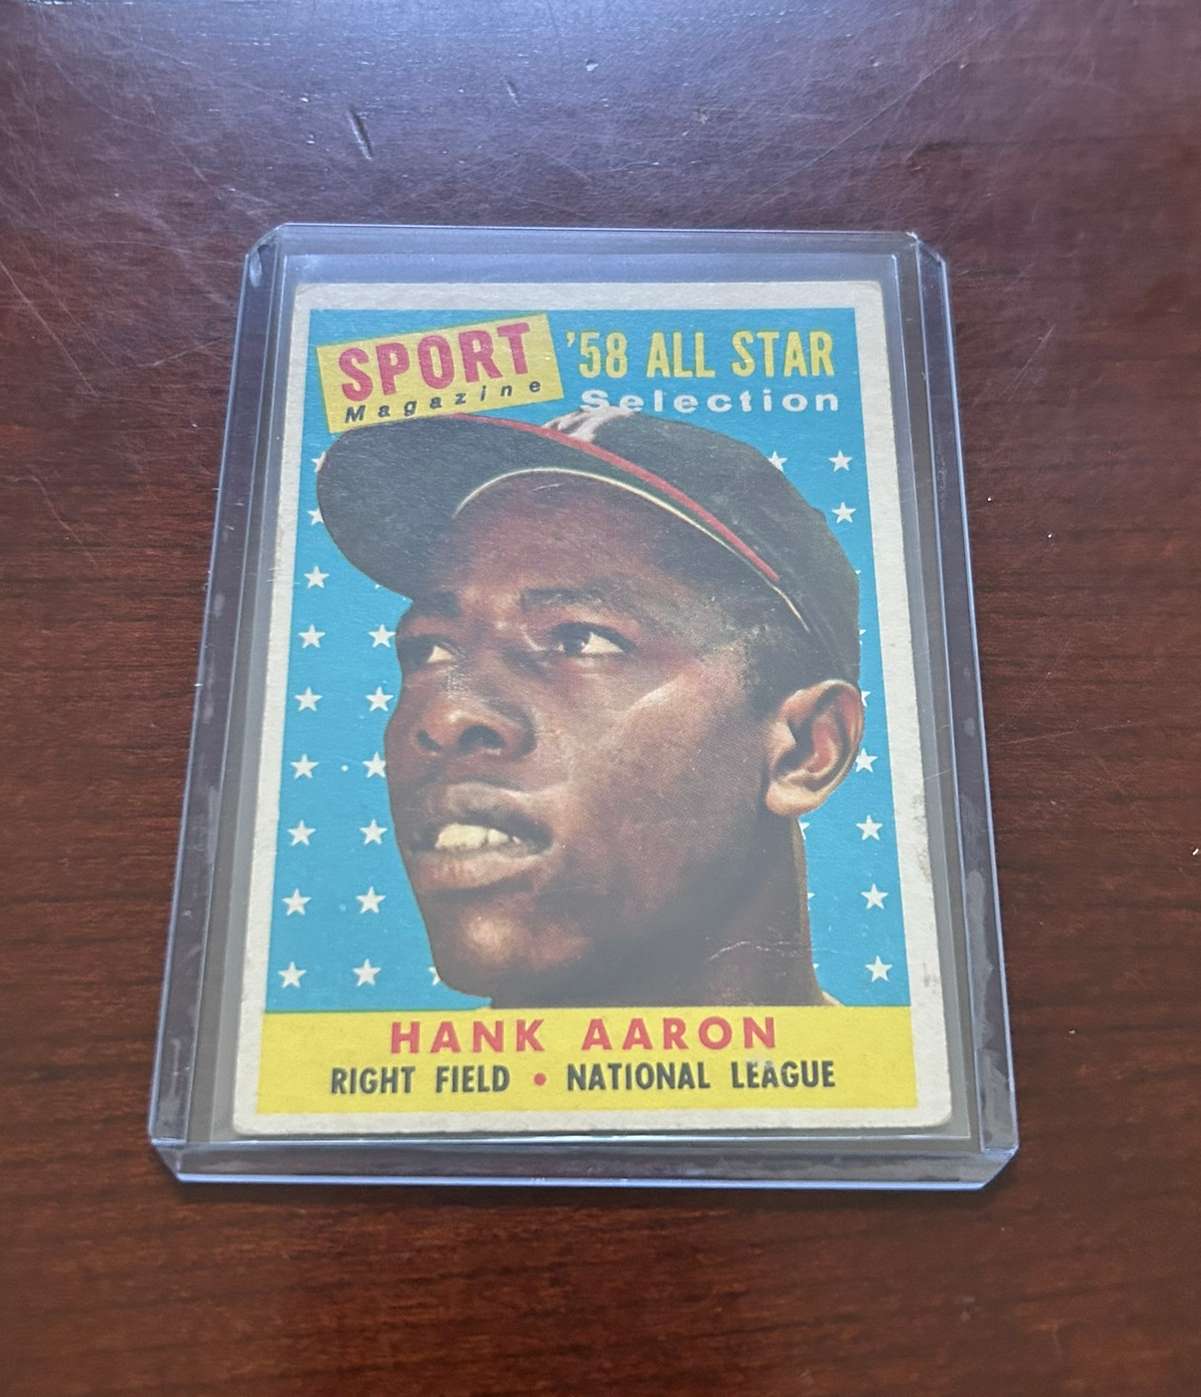 SPORT
Magazine
'58 ALL STAR
Selection
HANK AARON
RIGHT FIELD • NATIONAL LEAGUE